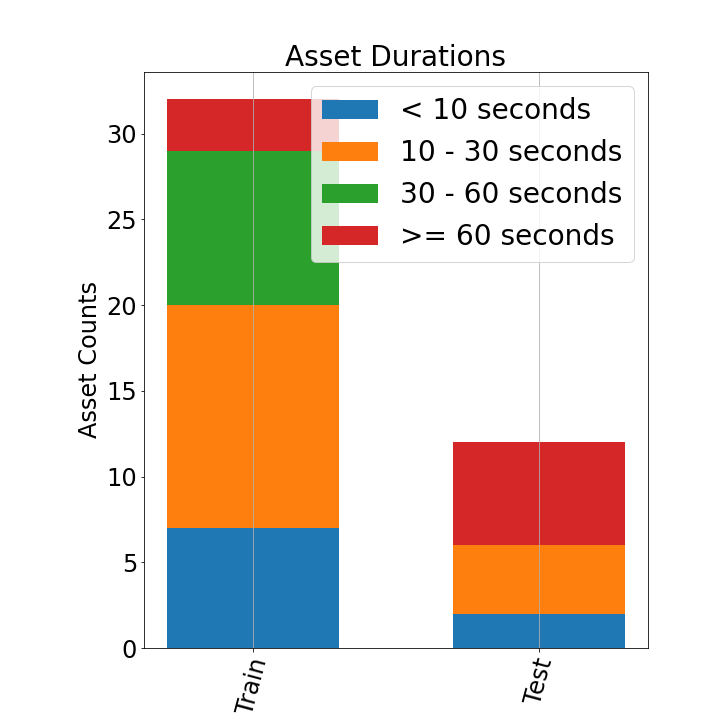 Asset Durations
< 10 seconds
10 - 30 seconds
30 - 60 seconds
>= 60 seconds
Asset Counts
30
25
20
15
10
5
0
Train
Test